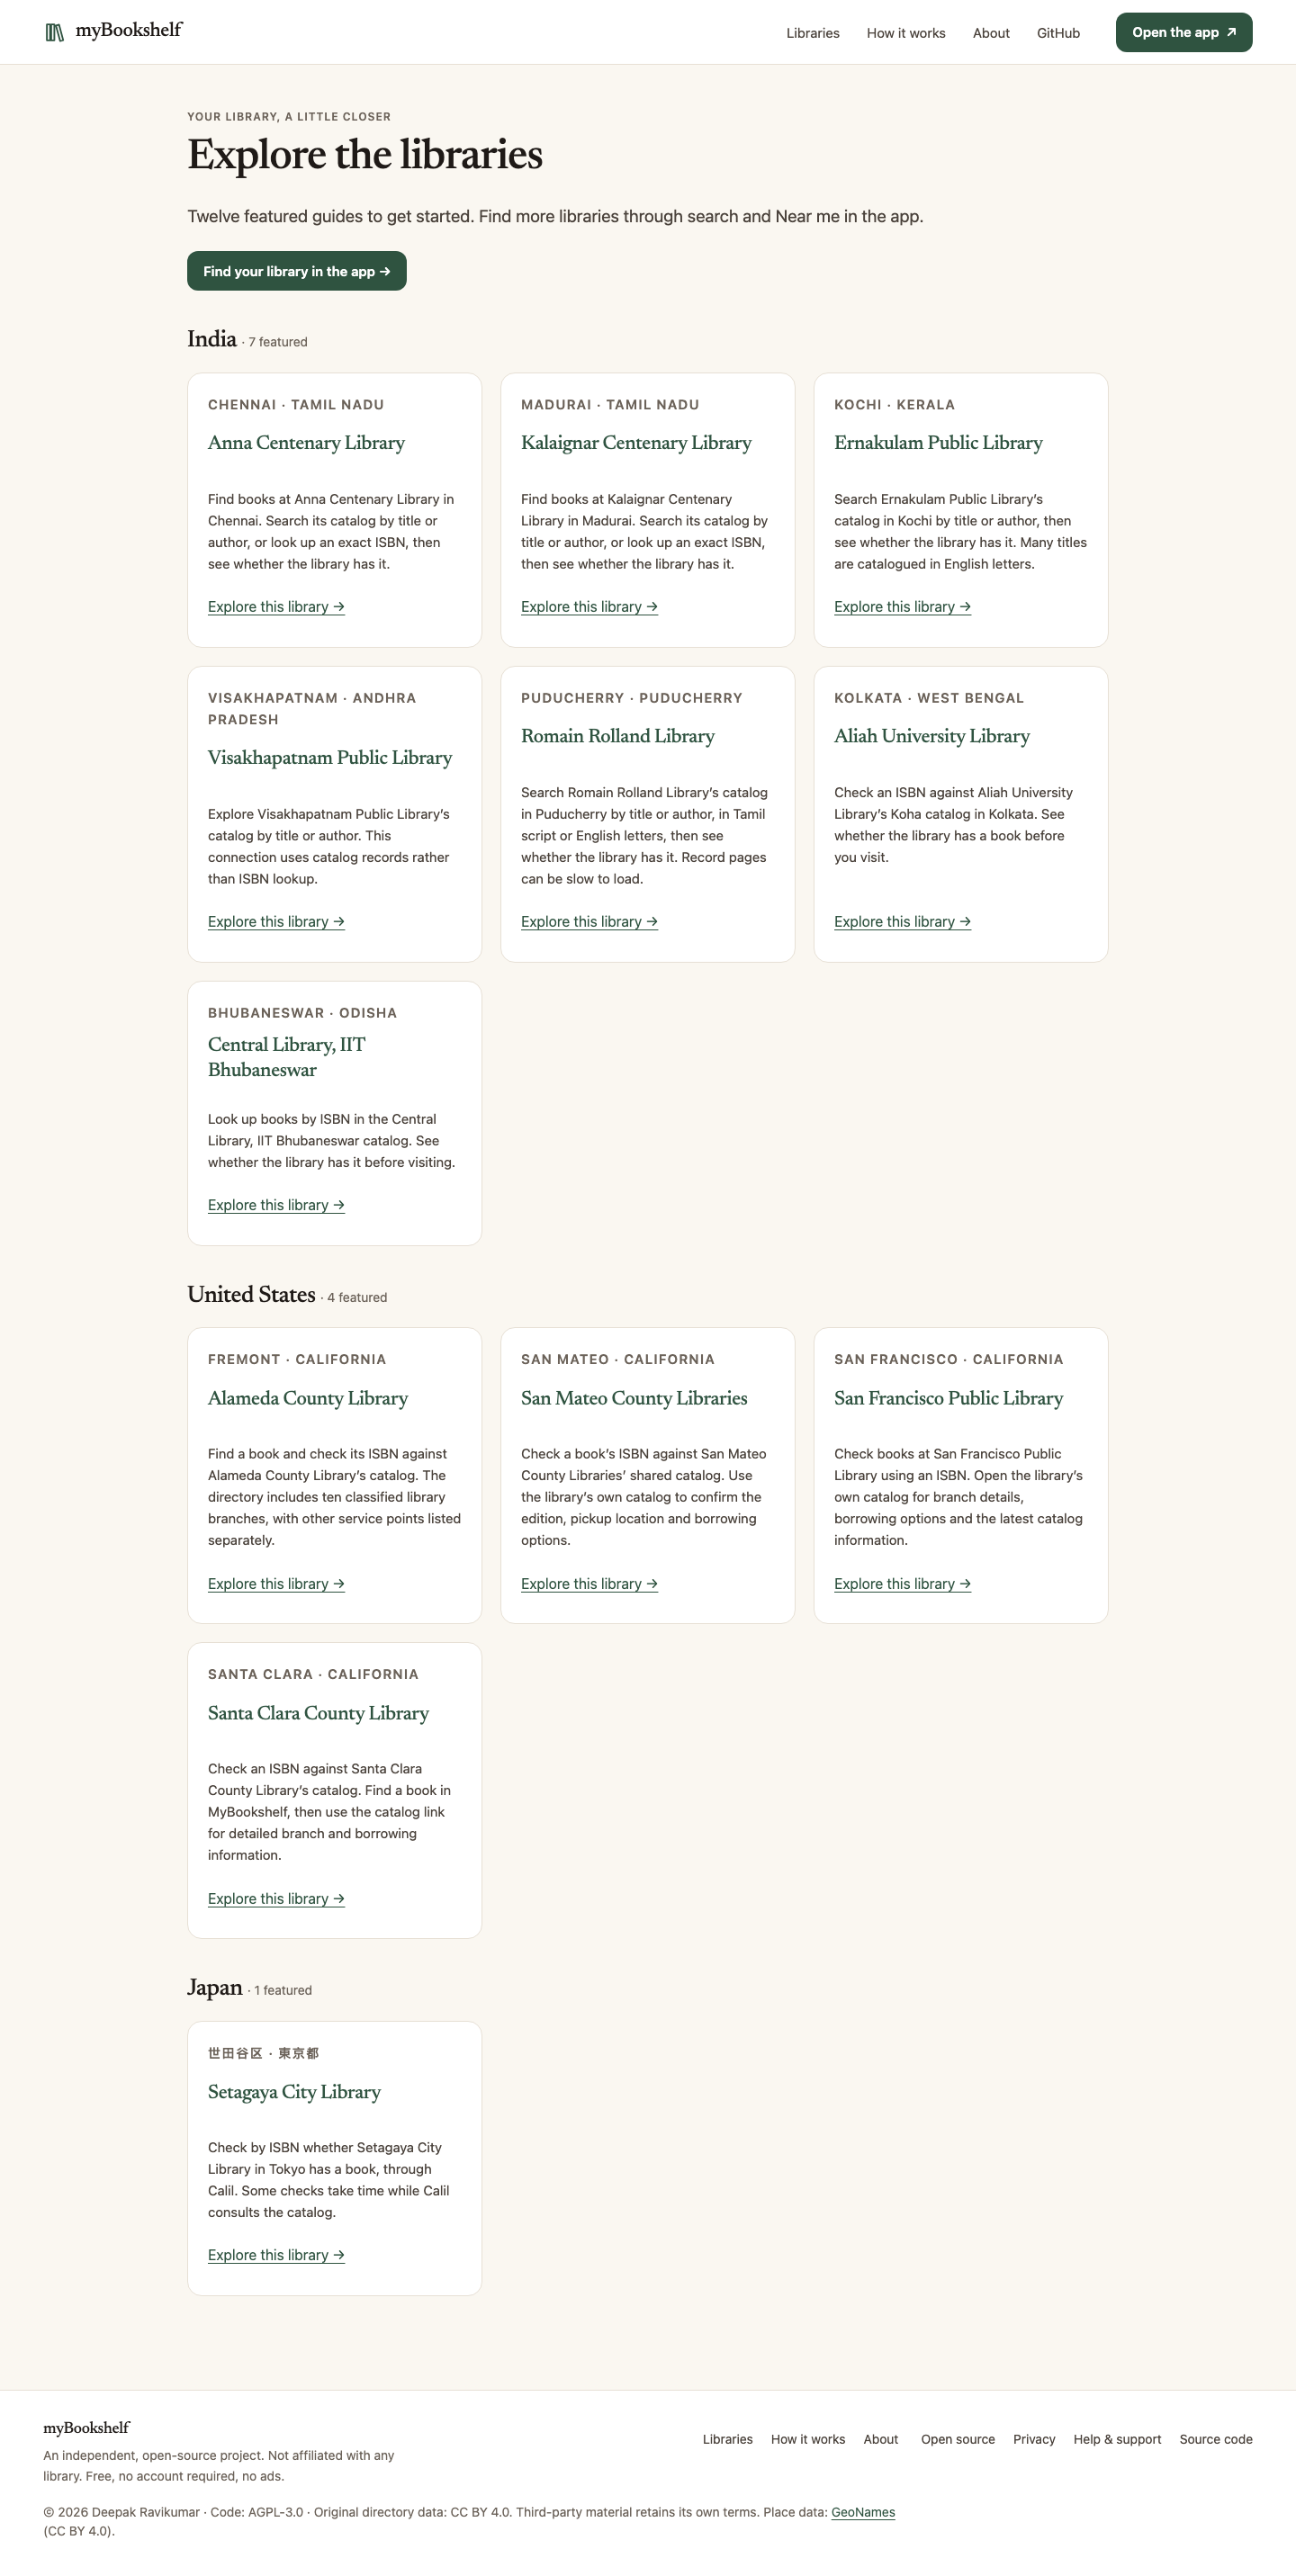 myBookshelf
Libraries How it works About GitHub Open the app ↗
YOUR LIBRARY, A LITTLE CLOSER
Explore the libraries
Twelve featured guides to get started. Find more libraries through search and Near me in the app.
Find your library in the app →
India · 7 featured
CHENNAI · TAMIL NADU
Anna Centenary Library
Find books at Anna Centenary Library in
Chennai. Search its catalog by title or
author, or look up an exact ISBN, then
see whether the library has it.
Explore this library →
MADURAI · TAMIL NADU
Kalaignar Centenary Library
Find books at Kalaignar Centenary
Library in Madurai. Search its catalog by
title or author, or look up an exact ISBN,
then see whether the library has it.
Explore this library →
KOCHI · KERALA
Ernakulam Public Library
Search Ernakulam Public Library’s
catalog in Kochi by title or author, then
see whether the library has it. Many titles
are catalogued in English letters.
Explore this library →
VISAKHAPATNAM · ANDHRA
PRADESH
Visakhapatnam Public Library
Explore Visakhapatnam Public Library’s
catalog by title or author. This
connection uses catalog records rather
than ISBN lookup.
Explore this library →
PUDUCHERRY · PUDUCHERRY
Romain Rolland Library
Search Romain Rolland Library’s catalog
in Puducherry by title or author, in Tamil
script or English letters, then see
whether the library has it. Record pages
can be slow to load.
Explore this library →
KOLKATA · WEST BENGAL
Aliah University Library
Check an ISBN against Aliah University
Library’s Koha catalog in Kolkata. See
whether the library has a book before
you visit.
Explore this library →
BHUBANESWAR · ODISHA
Central Library, IIT
Bhubaneswar
Look up books by ISBN in the Central
Library, IIT Bhubaneswar catalog. See
whether the library has it before visiting.
Explore this library →
United States · 4 featured
FREMONT · CALIFORNIA
Alameda County Library
Find a book and check its ISBN against
Alameda County Library’s catalog. The
directory includes ten classified library
branches, with other service points listed
separately.
Explore this library →
SAN MATEO · CALIFORNIA
San Mateo County Libraries
Check a book’s ISBN against San Mateo
County Libraries’ shared catalog. Use
the library’s own catalog to confirm the
edition, pickup location and borrowing
options.
Explore this library →
SAN FRANCISCO · CALIFORNIA
San Francisco Public Library
Check books at San Francisco Public
Library using an ISBN. Open the library’s
own catalog for branch details,
borrowing options and the latest catalog
information.
Explore this library →
SANTA CLARA · CALIFORNIA
Santa Clara County Library
Check an ISBN against Santa Clara
County Library’s catalog. Find a book in
MyBookshelf, then use the catalog link
for detailed branch and borrowing
information.
Explore this library →
Japan · 1 featured
世田谷区 · 東京都
Setagaya City Library
Check by ISBN whether Setagaya City
Library in Tokyo has a book, through
Calil. Some checks take time while Calil
consults the catalog.
Explore this library →
myBookshelf
An independent, open-source project. Not affiliated with any
library. Free, no account required, no ads.
Libraries How it works About Open source Privacy Help & support Source code
© 2026 Deepak Ravikumar · Code: AGPL-3.0 · Original directory data: CC BY 4.0. Third-party material retains its own terms. Place data: GeoNames
(CC BY 4.0).